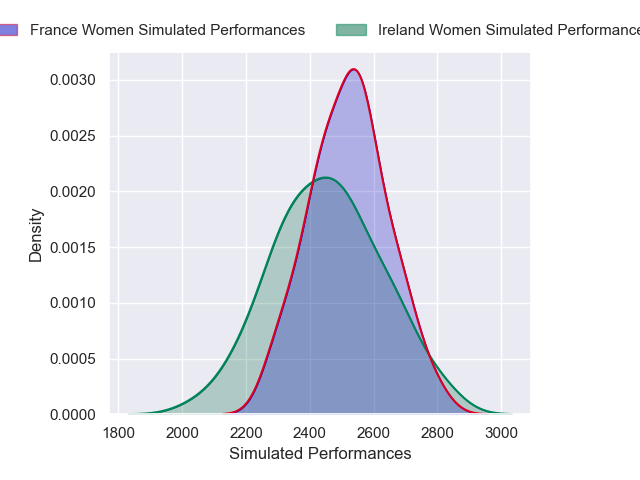 France Women Simulated Performances
Ireland Women Simulated Performance
0.0030
0.0025
0.0020
0.0015
0.0010
0.0005
0.0000
Density
1800 2000 2200 2400 2600 2800 3000
Simulated Performances